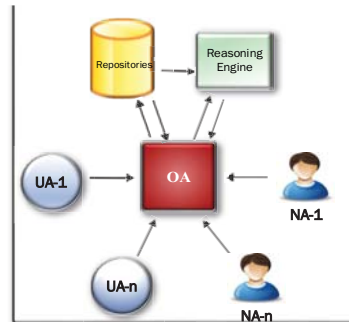 Repositories
Reasoning
Engine
UA-1
OA
NA-1
UA-n
NA-n